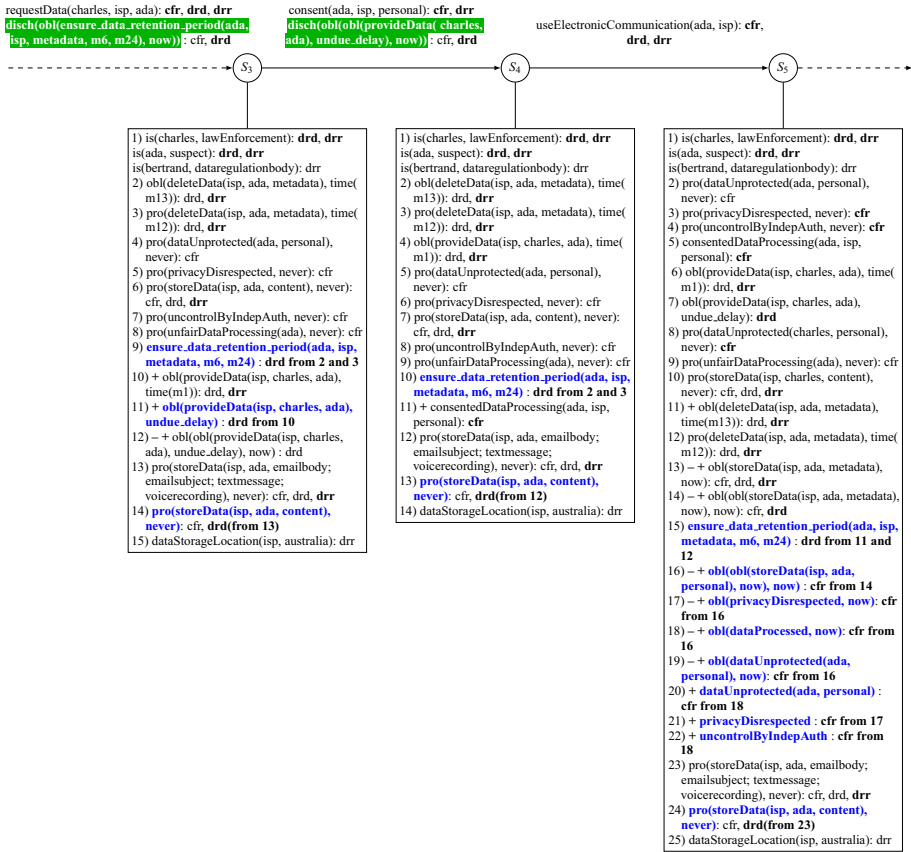 requestData(charles, isp, ada): cfr, drd, drr
disch(obl(ensure_data_retention_period(ada,
isp, metadata, m6, m24), now)) : cfr, drd
consent(ada, isp, personal): cfr, drr
disch(obl(obl(provideData( charles,
ada), undue_delay), now)) : cfr, drd
useElectronicCommunication(ada, isp): cfr,
drd, drr
S3
S4
S5
1) is(charles, lawEnforcement): drd, drr
is(ada, suspect): drd, drr
is(bertrand, dataregulationbody): drr
2) obl(deleteData(isp, ada, metadata), time(
m13)): drd, drr
3) pro(deleteData(isp, ada, metadata), time(
m12)): drd, drr
4) pro(dataUnprotected(ada, personal),
never): cfr
5) pro(privacyDisrespected, never): cfr
6) pro(storeData(isp, ada, content), never):
cfr, drd, drr
7) pro(uncontrolByIndepAuth, never): cfr
8) pro(unfairDataProcessing(ada), never): cfr
9) ensure_data_retention_period(ada, isp,
metadata, m6, m24) : drd from 2 and 3
10) + obl(provideData(isp, charles, ada),
time(m1)): drd, drr
11) + obl(provideData(isp, charles, ada),
undue_delay) : drd from 10
12) – + obl(obl(provideData(isp, charles,
ada), undue_delay), now) : drd
13) pro(storeData(isp, ada, emailbody;
emailsubject; textmessage;
voicerecording), never): cfr, drd, drr
14) pro(storeData(isp, ada, content),
never): cfr, drd(from 13)
15) dataStorageLocation(isp, australia): drr
1) is(charles, lawEnforcement): drd, drr
is(ada, suspect): drd, drr
is(bertrand, dataregulationbody): drr
2) obl(deleteData(isp, ada, metadata), time(
m13)): drd, drr
3) pro(deleteData(isp, ada, metadata), time(
m12)): drd, drr
4) obl(provideData(isp, charles, ada), time(
m1)): drd, drr
5) pro(dataUnprotected(ada, personal),
never): cfr
6) pro(privacyDisrespected, never): cfr
7) pro(storeData(isp, ada, content), never):
cfr, drd, drr
8) pro(uncontrolByIndepAuth, never): cfr
9) pro(unfairDataProcessing(ada), never): cfr
10) ensure_data_retention_period(ada, isp,
metadata, m6, m24) : drd from 2 and 3
11) + consentedDataProcessing(ada, isp,
personal): cfr
12) pro(storeData(isp, ada, emailbody;
emailsubject; textmessage;
voicerecording), never): cfr, drd, drr
13) pro(storeData(isp, ada, content),
never): cfr, drd(from 12)
14) dataStorageLocation(isp, australia): drr
1) is(charles, lawEnforcement): drd, drr
is(ada, suspect): drd, drr
is(bertrand, dataregulationbody): drr
2) pro(dataUnprotected(ada, personal),
never): cfr
3) pro(privacyDisrespected, never): cfr
4) pro(uncontrolByIndepAuth, never): cfr
5) consentedDataProcessing(ada, isp,
personal): cfr
6) obl(provideData(isp, charles, ada), time(
m1)): drd, drr
7) obl(provideData(isp, charles, ada),
undue_delay): drd
8) pro(dataUnprotected(charles, personal),
never): cfr
9) pro(unfairDataProcessing(ada), never): cfr
10) pro(storeData(isp, charles, content),
never): cfr, drd, drr
11) + obl(deleteData(isp, ada, metadata),
time(m13)): drd, drr
12) pro(deleteData(isp, ada, metadata), time(
m12)): drd, drr
13) – + obl(storeData(isp, ada, metadata),
now): cfr, drd, drr
14) – + obl(obl(storeData(isp, ada, metadata),
now), now): cfr, drd
15) ensure_data_retention_period(ada, isp,
metadata, m6, m24) : drd from 11 and
12
16) – + obl(obl(storeData(isp, ada,
personal), now), now) : cfr from 14
17) – + obl(privacyDisrespected, now): cfr
from 16
18) – + obl(dataProcessed, now): cfr from
16
19) – + obl(dataUnprotected(ada,
personal), now): cfr from 16
20) + dataUnprotected(ada, personal) :
cfr from 18
21) + privacyDisrespected : cfr from 17
22) + uncontrolByIndepAuth : cfr from
18
23) pro(storeData(isp, ada, emailbody;
emailsubject; textmessage;
voicerecording), never): cfr, drd, drr
24) pro(storeData(isp, ada, content),
never): cfr, drd(from 23)
25) dataStorageLocation(isp, australia): drr